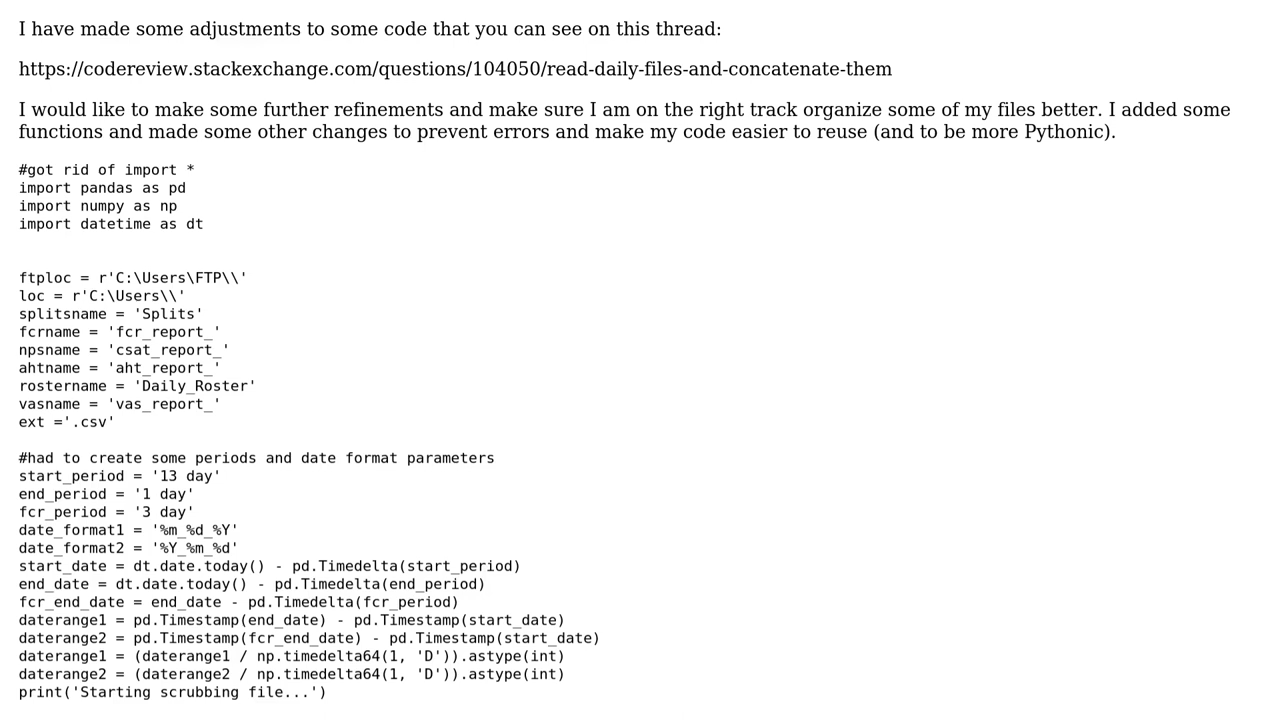 I have made some adjustments to some code that you can see on this thread:
https://codereview.stackexchange.com/questions/104050/read-daily-files-and-concatenate-them
I would like to make some further refinements and make sure I am on the right track organize some of my files better. I added some
functions and made some other changes to prevent errors and make my code easier to reuse (and to be more Pythonic).
#got rid of import *
import pandas as pd
import numpy as np
import datetime as dt
ftploc = r'C:\Users\FTP\\'
loc = r'C:\Users\\'
splitsname = 'Splits'
fcrname = 'fcr_report_'
npsname = 'csat_report_'
ahtname = 'aht_report_'
rostername = 'Daily_Roster'
vasname = 'vas_report_'
ext ='.csv'
#had to create some periods and date format parameters
start_period = '13 day'
end_period = '1 day'
fcr_period = '3 day'
date_format1 = '%m_%d_%Y'
date_format2 = '%Y_%m_%d'
start_date = dt.date.today() - pd.Timedelta(start_period)
end_date = dt.date.today() - pd.Timedelta(end_period)
fcr_end_date = end_date - pd.Timedelta(fcr_period)
daterange1 = pd.Timestamp(end_date) - pd.Timestamp(start_date)
daterange2 = pd.Timestamp(fcr_end_date) - pd.Timestamp(start_date)
daterange1 = (daterange1 / np.timedelta64(1, 'D')).astype(int)
daterange2 = (daterange2 / np.timedelta64(1, 'D')).astype(int)
print('Starting scrubbing file...')